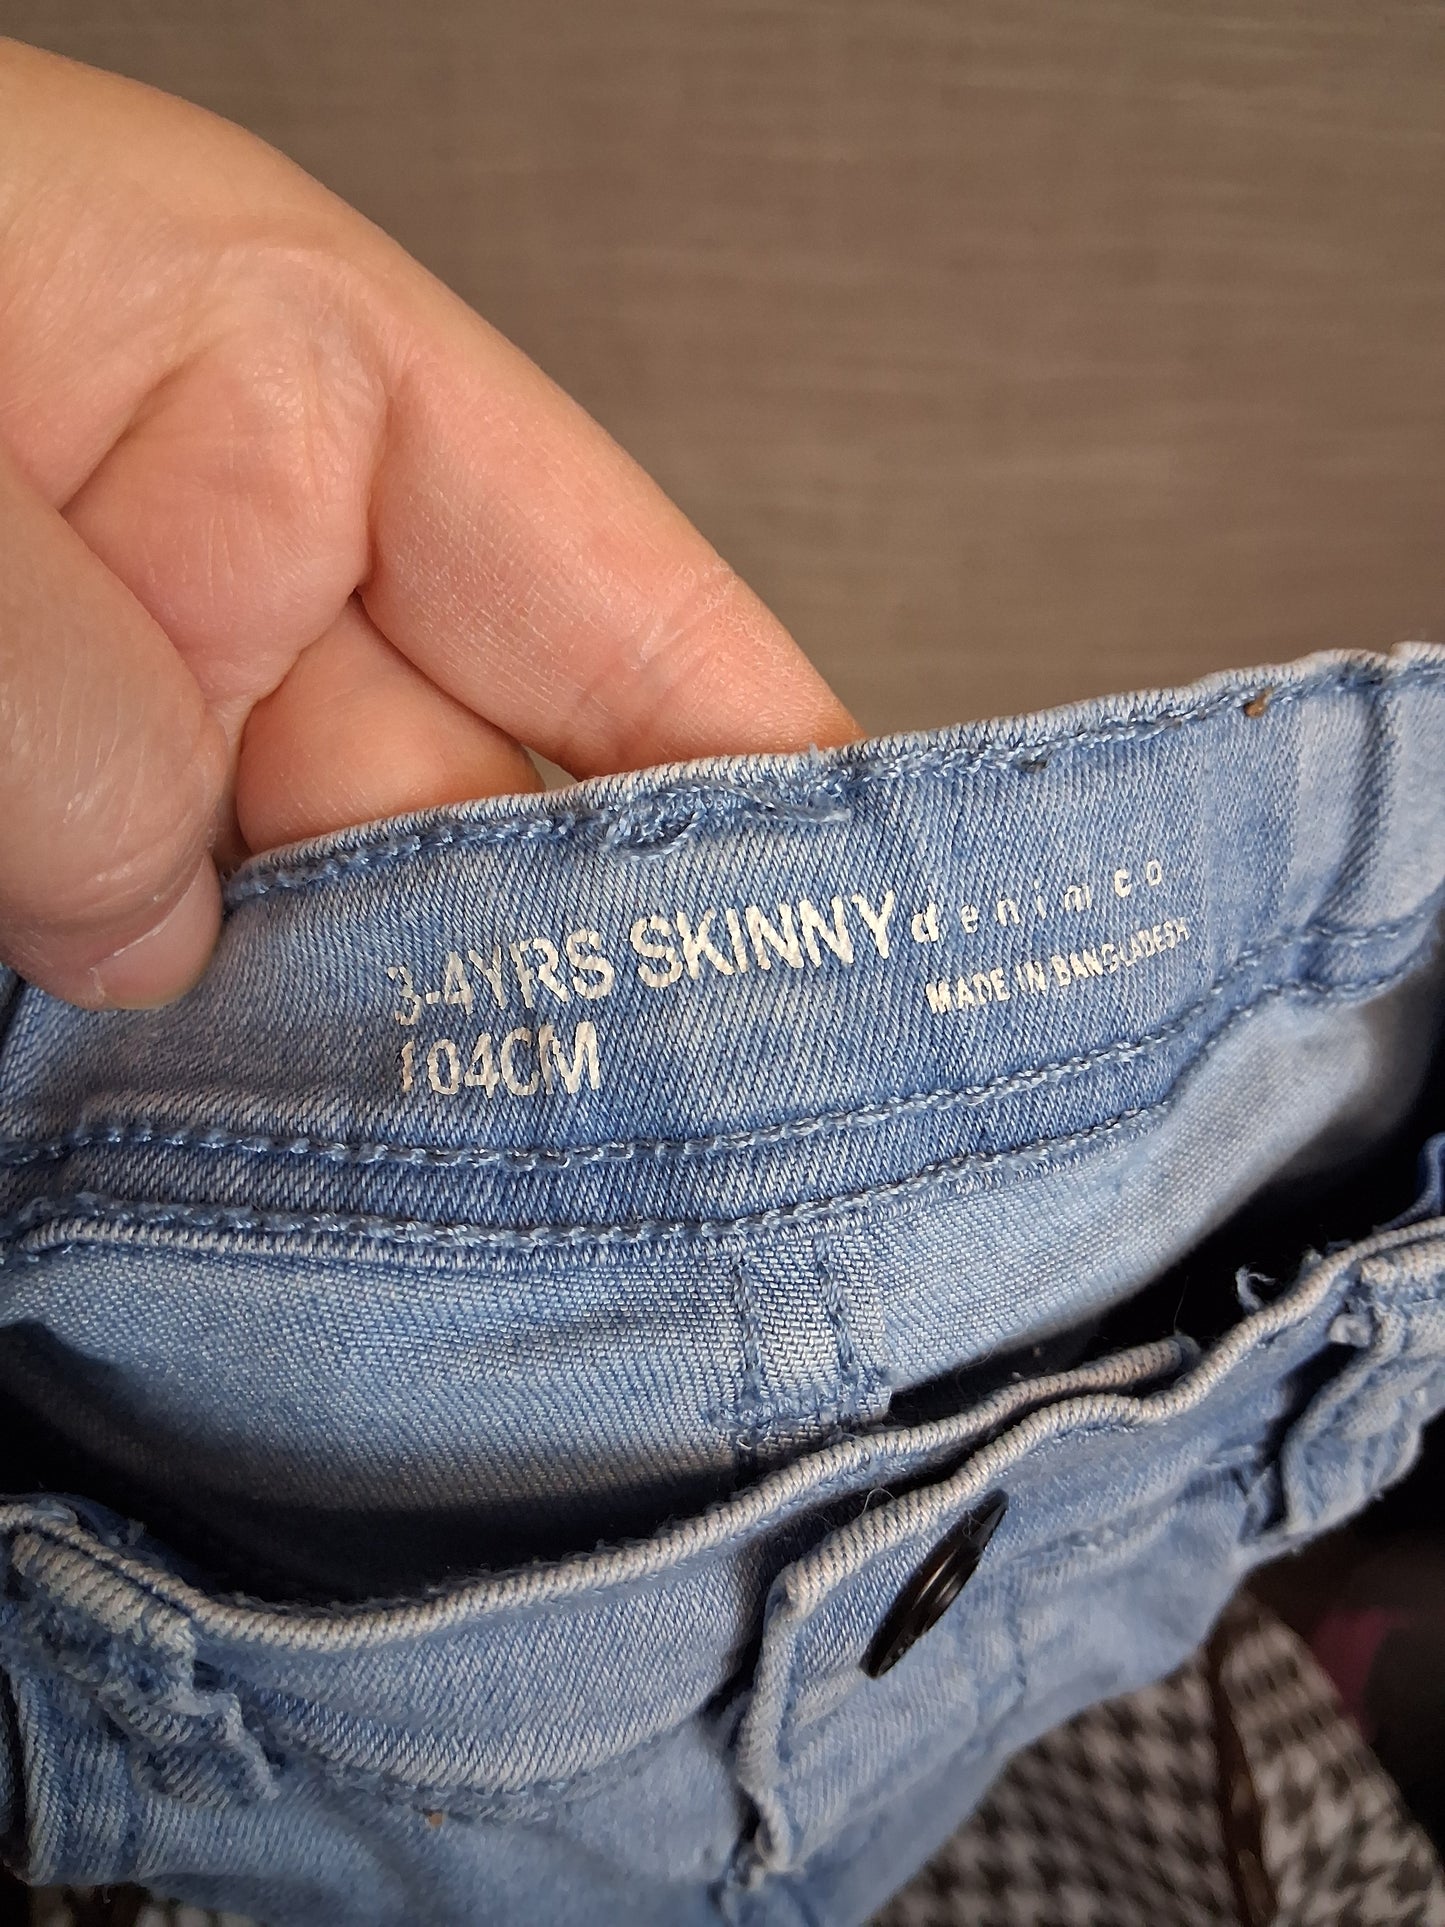 3-4YRS SKINNY
104CM
denim co.
MADE IN BANGLADESH